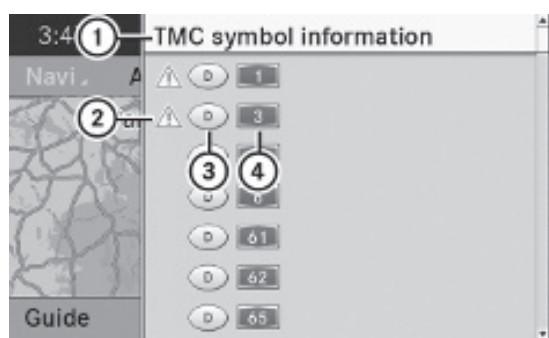 3:4 1 TMC symbol information
Navi A D 1
2 D 3
3 4
D 6
D 61
D 62
Guide D 65